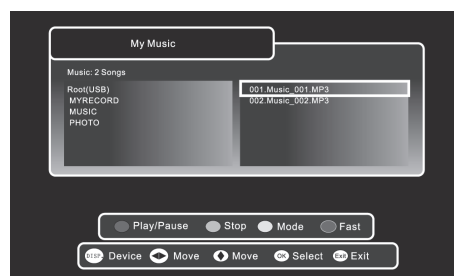 My Music
Music: 2 Songs
Root(USB)
MYRECORD
MUSIC
PHOTO
001.Music_001.MP3
002.Music_002.MP3
Play/Pause Stop Mode Fast
DISP. Device Move Move OK Select Exit Exit